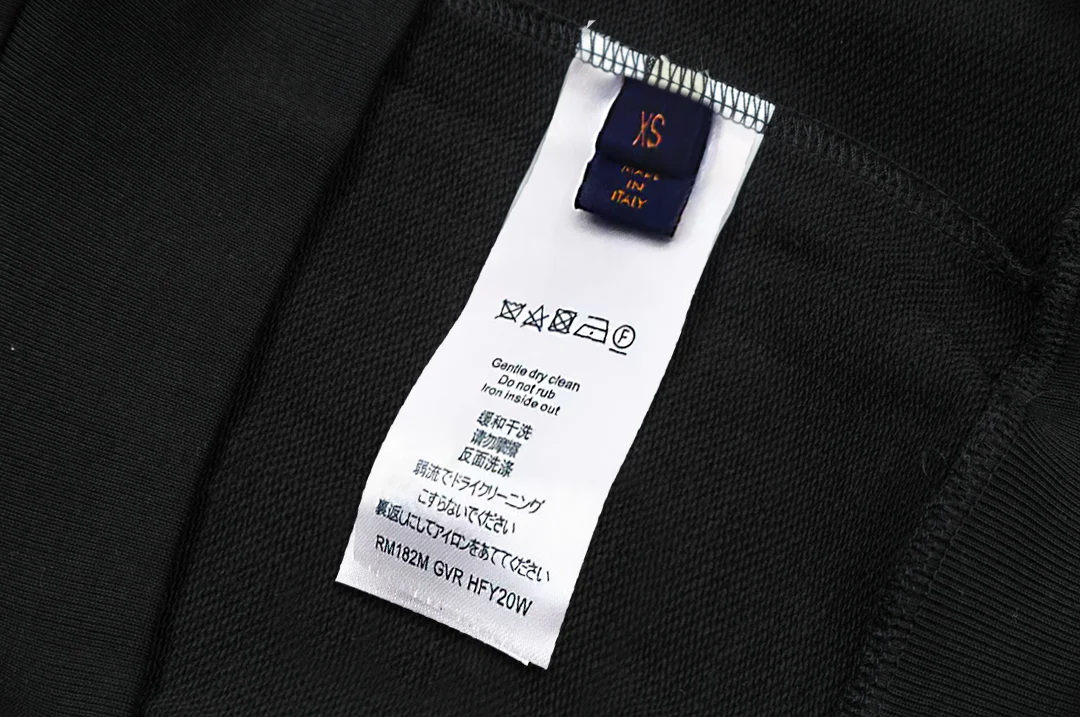 XS
MADE
IN
ITALY
F
Gentle dry clean
Do not rub
Iron inside out
缓和干洗
请勿摩擦
反面洗涤
弱流でドライクリーニング
こすらないでください
裏返しにしてアイロンをあててください
RM182M GVR HFY20W